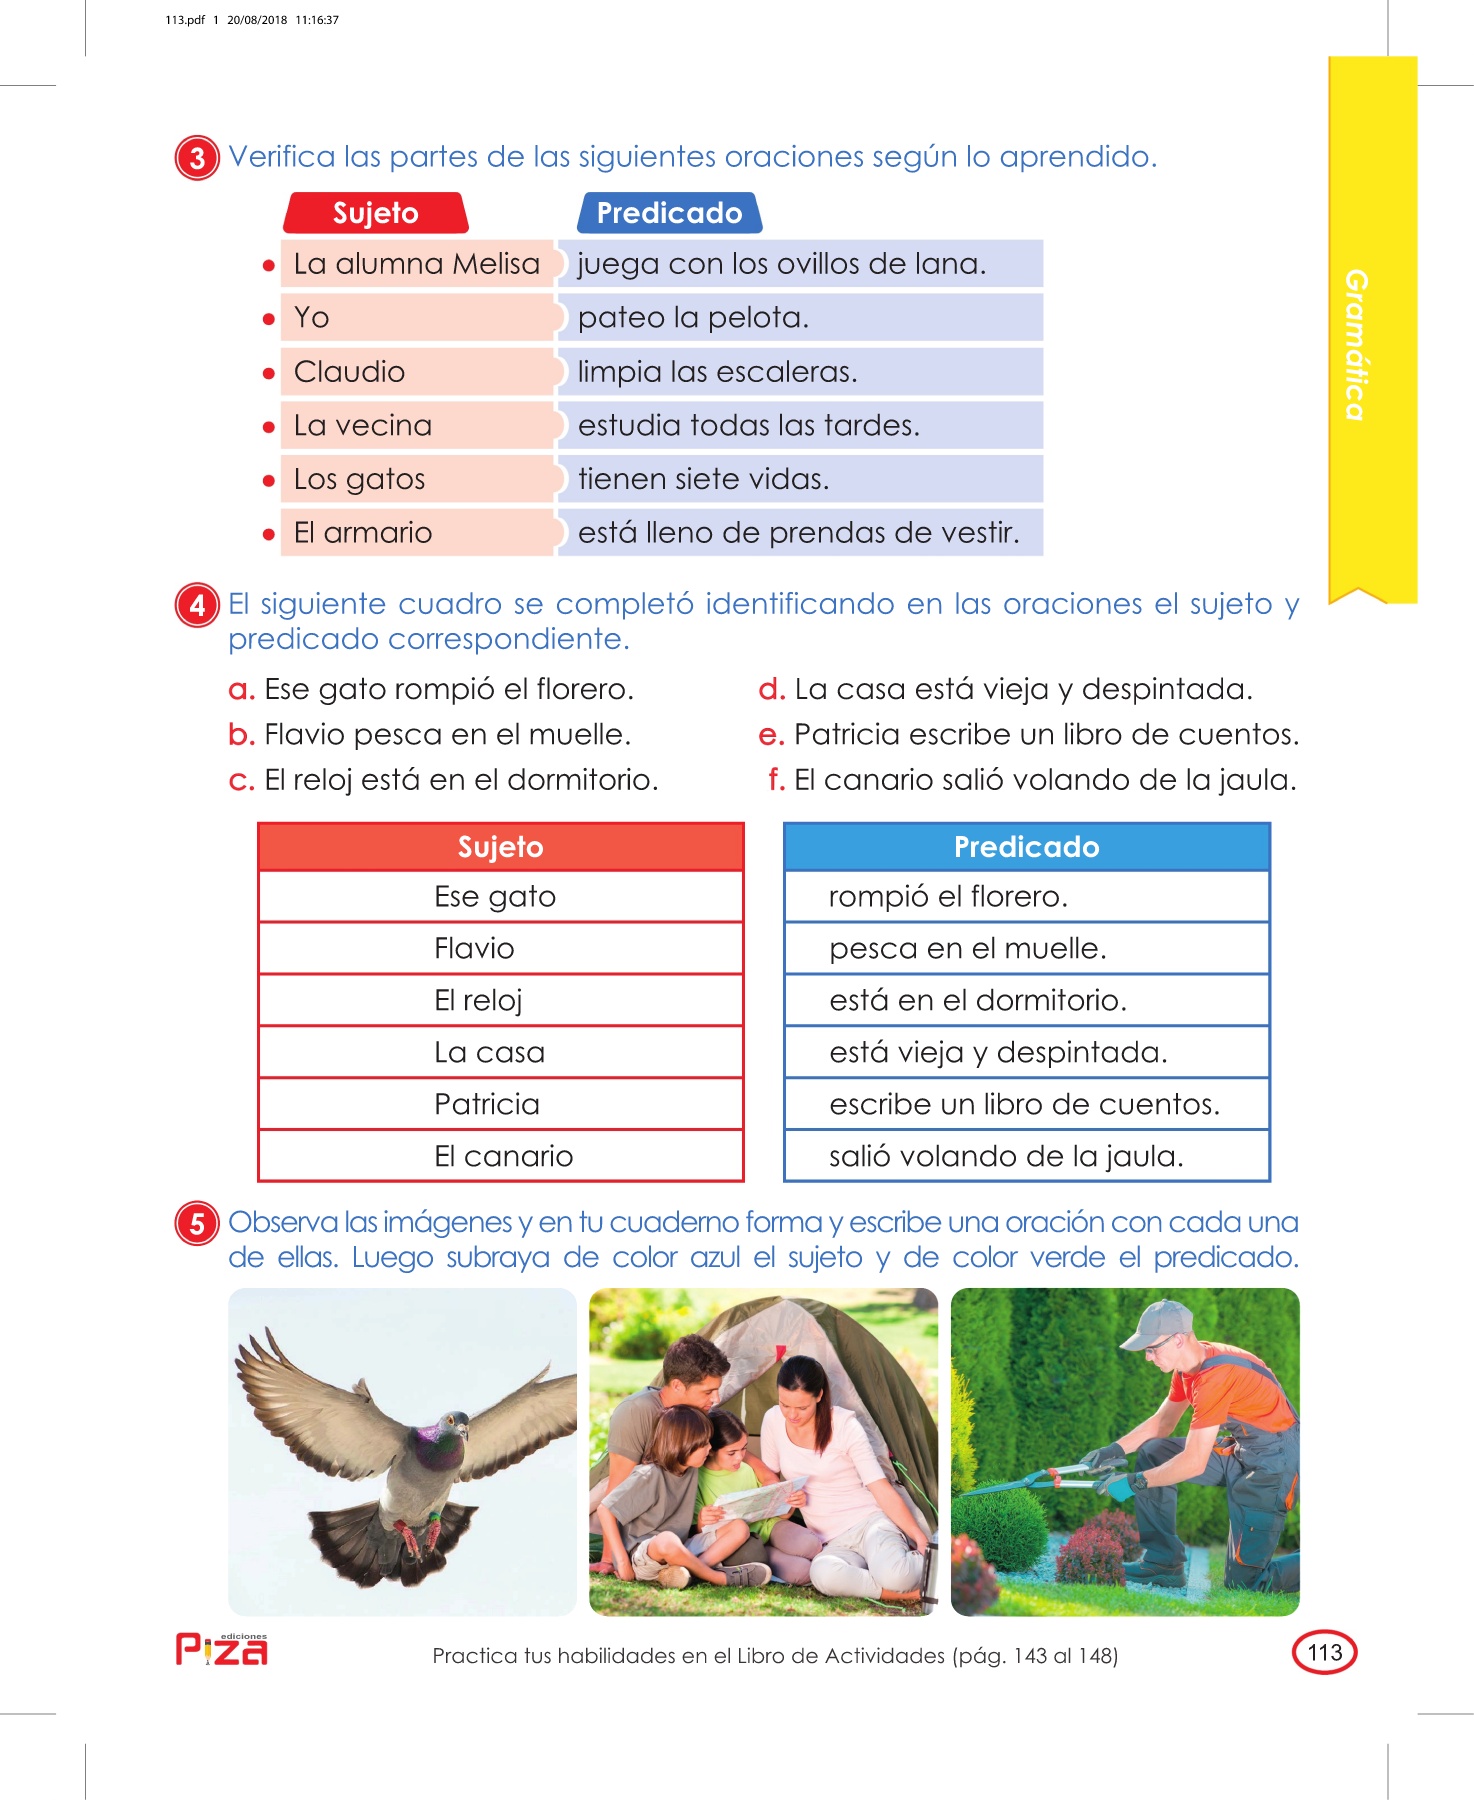 113.pdf 1 20/08/2018 11:16:37
3 Verifica las partes de las siguientes oraciones según lo aprendido.
Sujeto Predicado
• La alumna Melisa juega con los ovillos de lana.
• Yo pateo la pelota.
• Claudio limpia las escaleras.
• La vecina estudia todas las tardes.
• Los gatos tienen siete vidas.
• El armario está lleno de prendas de vestir.
Gramática
4 El siguiente cuadro se completó identificando en las oraciones el sujeto y
predicado correspondiente.
a. Ese gato rompió el florero.
b. Flavio pesca en el muelle.
c. El reloj está en el dormitorio.
d. La casa está vieja y despintada.
e. Patricia escribe un libro de cuentos.
f. El canario salió volando de la jaula.
Sujeto Predicado
Ese gato rompió el florero.
Flavio pesca en el muelle.
El reloj está en el dormitorio.
La casa está vieja y despintada.
Patricia escribe un libro de cuentos.
El canario salió volando de la jaula.
5 Observa las imágenes y en tu cuaderno forma y escribe una oración con cada una
de ellas. Luego subraya de color azul el sujeto y de color verde el predicado.
ediciones
Piza
Practica tus habilidades en el Libro de Actividades (pág. 143 al 148)
113